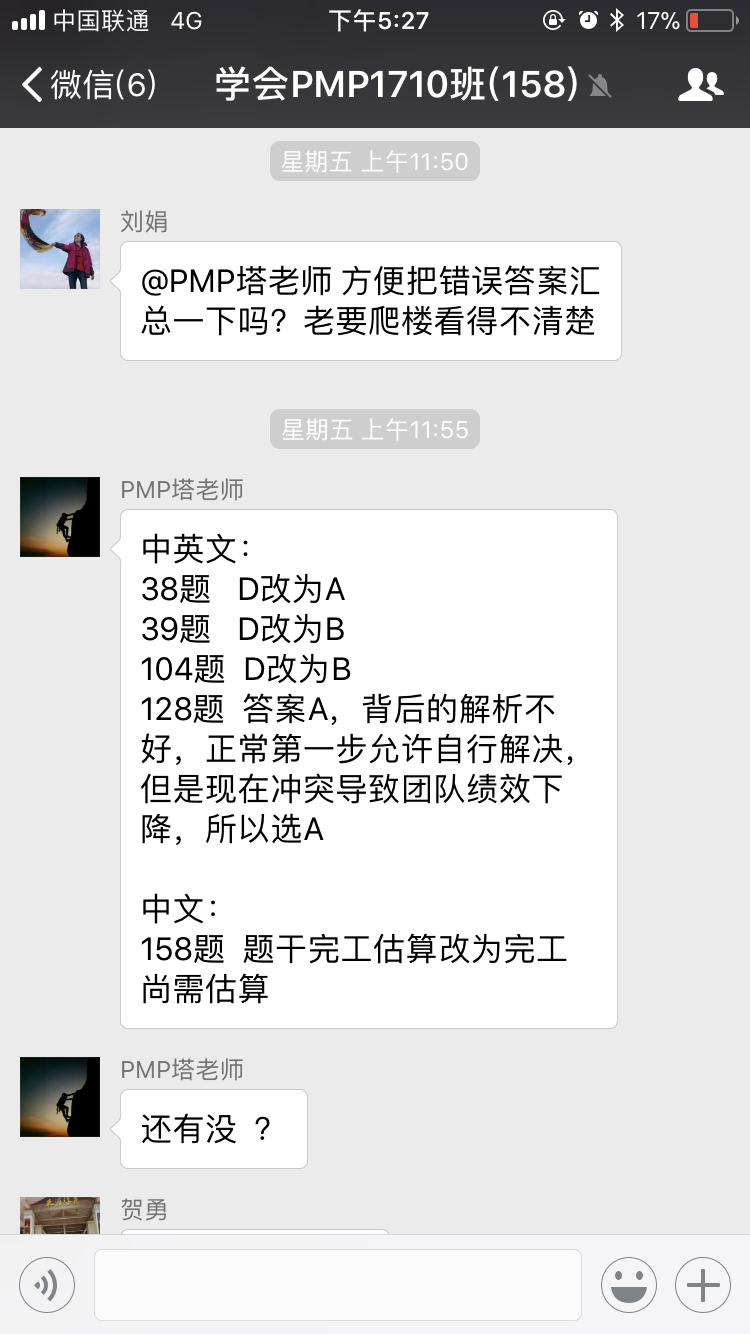 中国联通 4G 下午5:27 17%
微信(6) 学会PMP1710班(158)
星期五 上午11:50
刘娟
@PMP塔老师 方便把错误答案汇
总一下吗？老要爬楼看得不清楚
星期五 上午11:55
PMP塔老师
中英文：
38题 D改为A
39题 D改为B
104题 D改为B
128题 答案A，背后的解析不
好，正常第一步允许自行解决，
但是现在冲突导致团队绩效下
降，所以选A
中文：
158题 题干完工估算改为完工
尚需估算
PMP塔老师
还有没 ？
贺勇